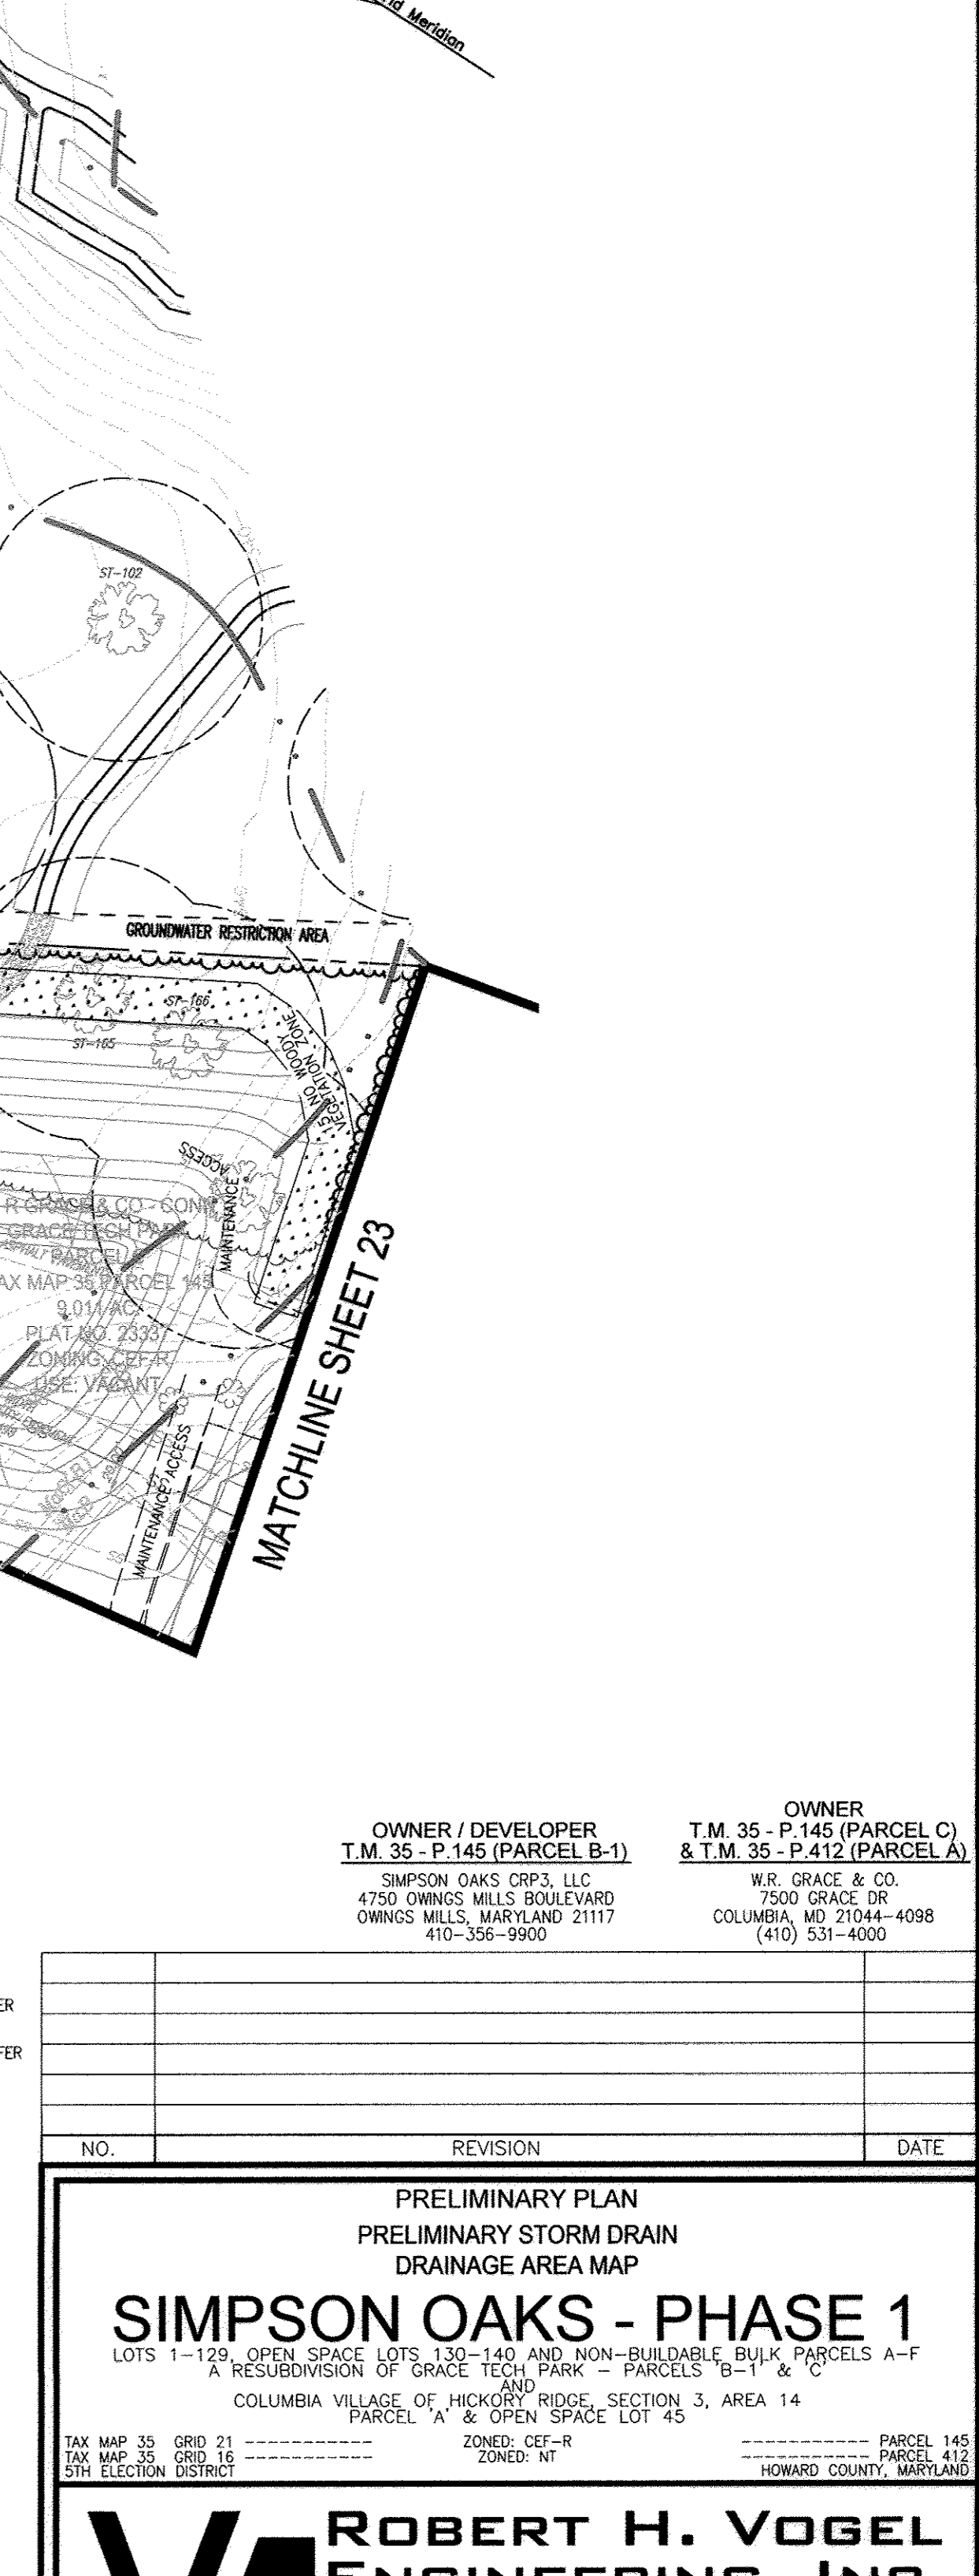 Meridian
ST-102
GROUNDWATER RESTRICTION AREA
ST-166
ST-165
15' NO WOODY
VEGETATION ZONE
ACCESS
MAINTENANCE
R GRACE & CO - CONN
GRACE TECH PARK
PARCEL
TAX MAP 35 PARCEL 145
9.011 AC.
PLAT NO. 23337
ZONING: CEF-R
USE: VACANT
MAINTENANCE ACCESS
MATCHLINE SHEET 23
OWNER / DEVELOPER
T.M. 35 - P.145 (PARCEL B-1)
SIMPSON OAKS CRP3, LLC
4750 OWINGS MILLS BOULEVARD
OWINGS MILLS, MARYLAND 21117
410-356-9900
OWNER
T.M. 35 - P.145 (PARCEL C)
& T.M. 35 - P.412 (PARCEL A)
W.R. GRACE & CO.
7500 GRACE DR
COLUMBIA, MD 21044-4098
(410) 531-4000
ER
FER
NO. REVISION DATE
PRELIMINARY PLAN
PRELIMINARY STORM DRAIN
DRAINAGE AREA MAP
SIMPSON OAKS - PHASE 1
LOTS 1-129, OPEN SPACE LOTS 130-140 AND NON-BUILDABLE BULK PARCELS A-F
A RESUBDIVISION OF GRACE TECH PARK - PARCELS 'B-1' & 'C'
AND
COLUMBIA VILLAGE OF HICKORY RIDGE, SECTION 3, AREA 14
PARCEL 'A' & OPEN SPACE LOT 45
TAX MAP 35 GRID 21 ZONED: CEF-R PARCEL 145
TAX MAP 35 GRID 16 ZONED: NT PARCEL 412
5TH ELECTION DISTRICT HOWARD COUNTY, MARYLAND
ROBERT H. VOGEL
ENGINEERING, INC.